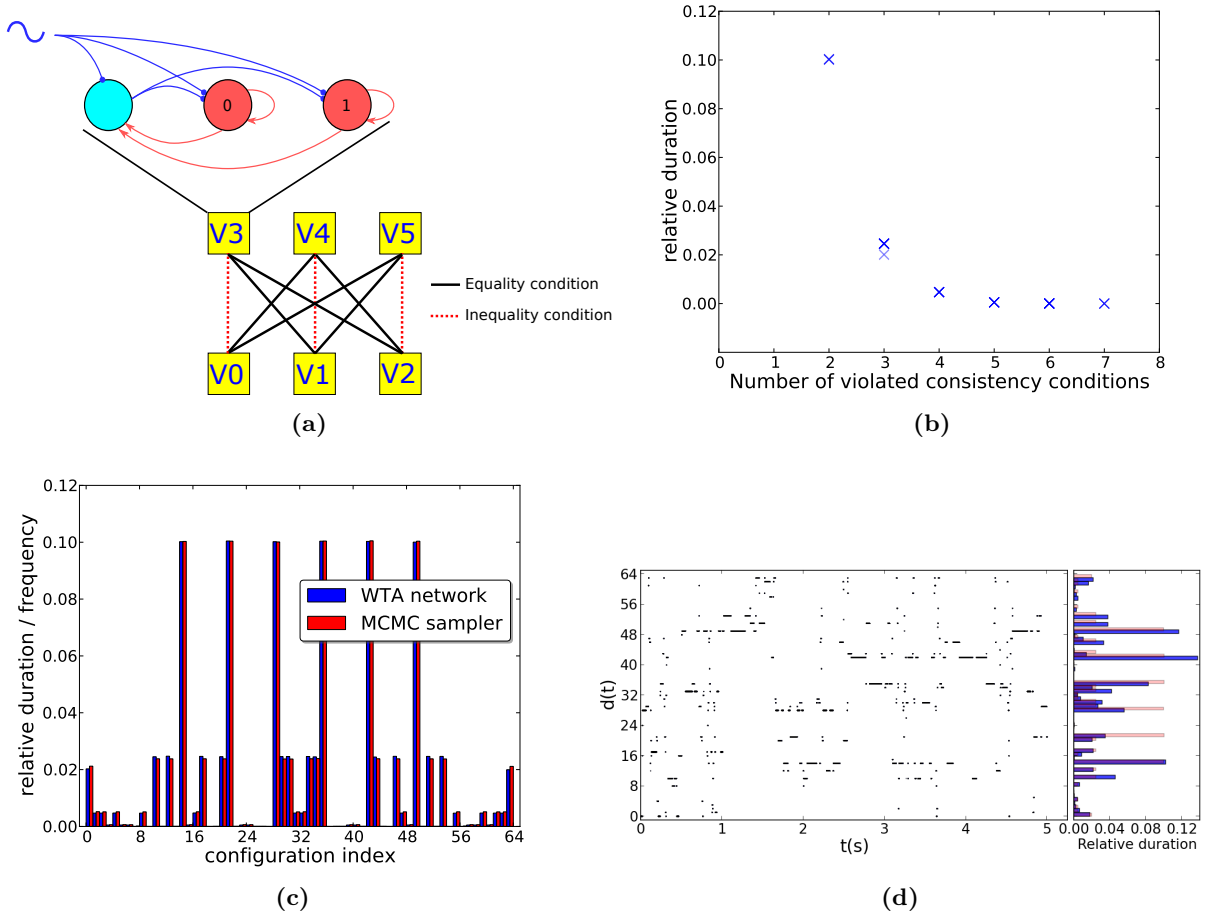 0
1
V3 V4 V5
Equality condition
Inequality condition
V0 V1 V2
(a)
0.12
0.10
0.08
0.06
0.04
0.02
0.00
relative duration
0 1 2 3 4 5 6 7 8
Number of violated consistency conditions
(b)
0.12
0.10
0.08
0.06
0.04
0.02
0.00
relative duration / frequency
WTA network
MCMC sampler
0 8 16 24 32 40 48 56 64
configuration index
(c)
64
56
48
40
32
24
16
8
0
d(t)
0 1 2 3 4 5
t(s)
0.00 0.04 0.08 0.12
Relative duration
(d)